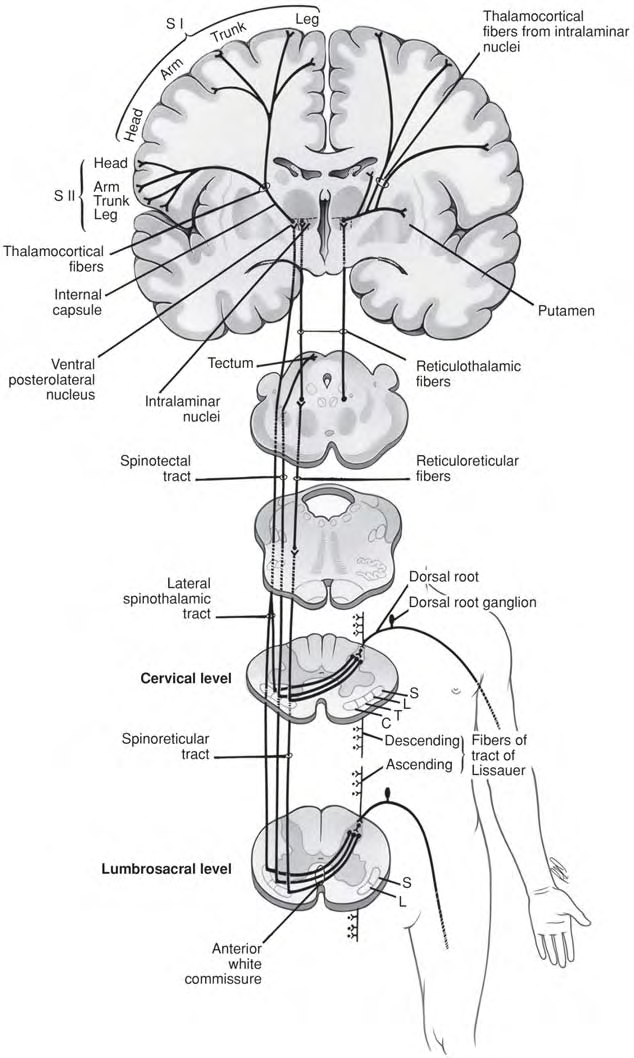 S I
Leg
Trunk
Arm
Head
Thalamocortical
fibers from intralaminar
nuclei
Head
S II
Arm
Trunk
Leg
Thalamocortical
fibers
Internal
capsule
Putamen
Ventral
posterolateral
nucleus
Tectum
Reticulothalamic
fibers
Intralaminar
nuclei
Spinotectal
tract
Reticuloreticular
fibers
Lateral
spinothalamic
tract
Dorsal root
Dorsal root ganglion
Cervical level
S
L
T
C
Spinoreticular
tract
Descending
Ascending
Fibers of
tract of
Lissauer
Lumbrosacral level
S
L
Anterior
white
commissure